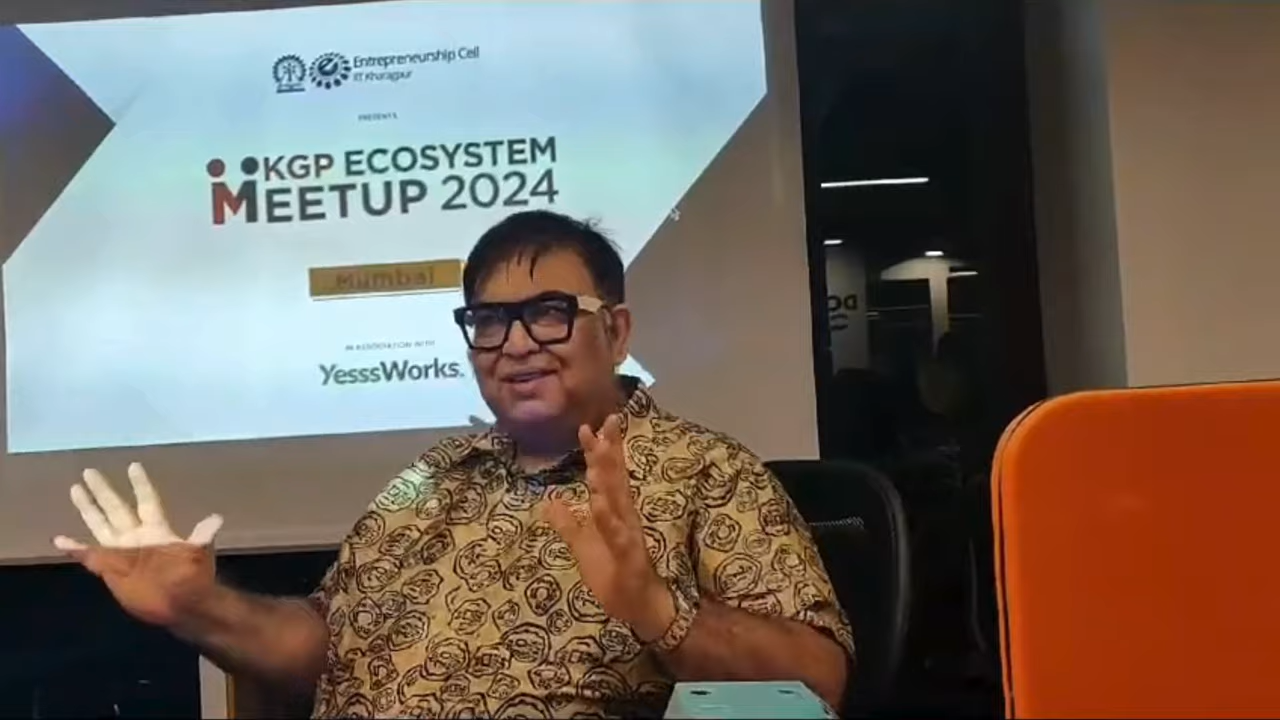 Entrepreneurship Cell
IIT Kharagpur
PRESENTS
KGP ECOSYSTEM
MEETUP 2024
Mumbai
IN ASSOCIATION WITH
YesssWorks.